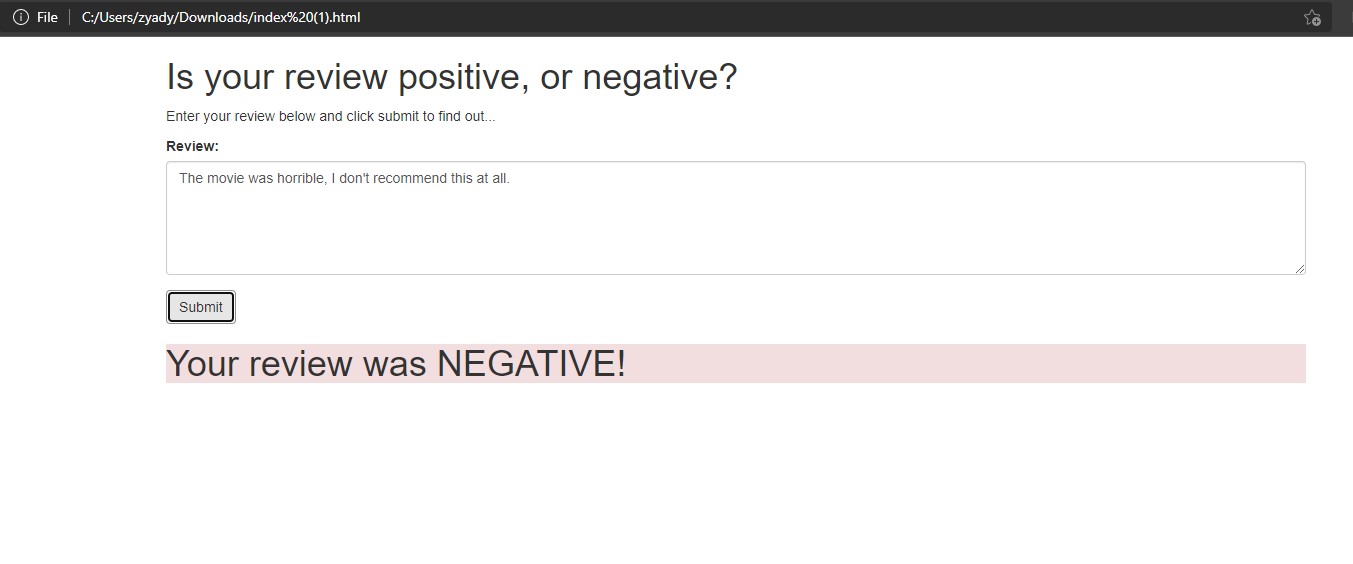 File C:/Users/zyady/Downloads/index%20(1).html
Is your review positive, or negative?
Enter your review below and click submit to find out...
Review:
The movie was horrible, I don't recommend this at all.
Submit
Your review was NEGATIVE!